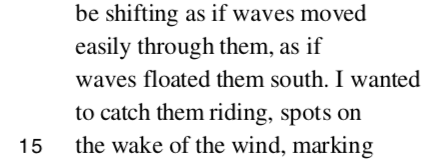 be shifting as if waves moved
easily through them, as if
waves floated them south. I wanted
to catch them riding, spots on
15 the wake of the wind, marking